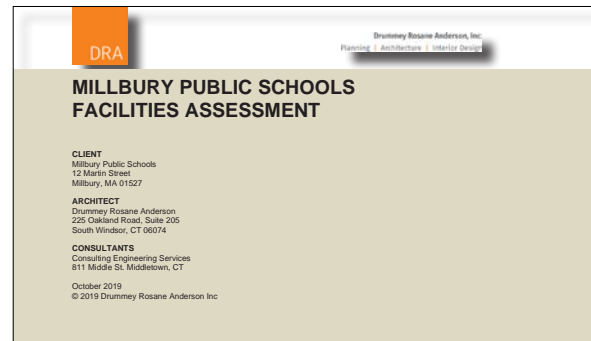 DRA
Drummey Rosane Anderson, Inc.
Planning | Architecture | Interior Design
MILLBURY PUBLIC SCHOOLS
FACILITIES ASSESSMENT
CLIENT
Millbury Public Schools
12 Martin Street
Millbury, MA 01527
ARCHITECT
Drummey Rosane Anderson
225 Oakland Road, Suite 205
South Windsor, CT 06074
CONSULTANTS
Consulting Engineering Services
811 Middle St. Middletown, CT
October 2019
© 2019 Drummey Rosane Anderson Inc